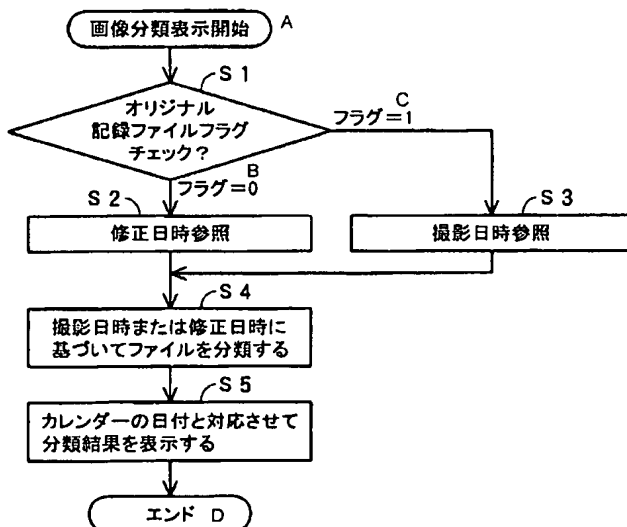 画像分類表示開始 A
S1
オリジナル
記録ファイルフラグ
チェック?
C
フラグ=1
B
フラグ=0
S2
修正日時参照
S3
撮影日時参照
S4
撮影日時または修正日時に
基づいてファイルを分類する
S5
カレンダーの日付と対応させて
分類結果を表示する
エンド D